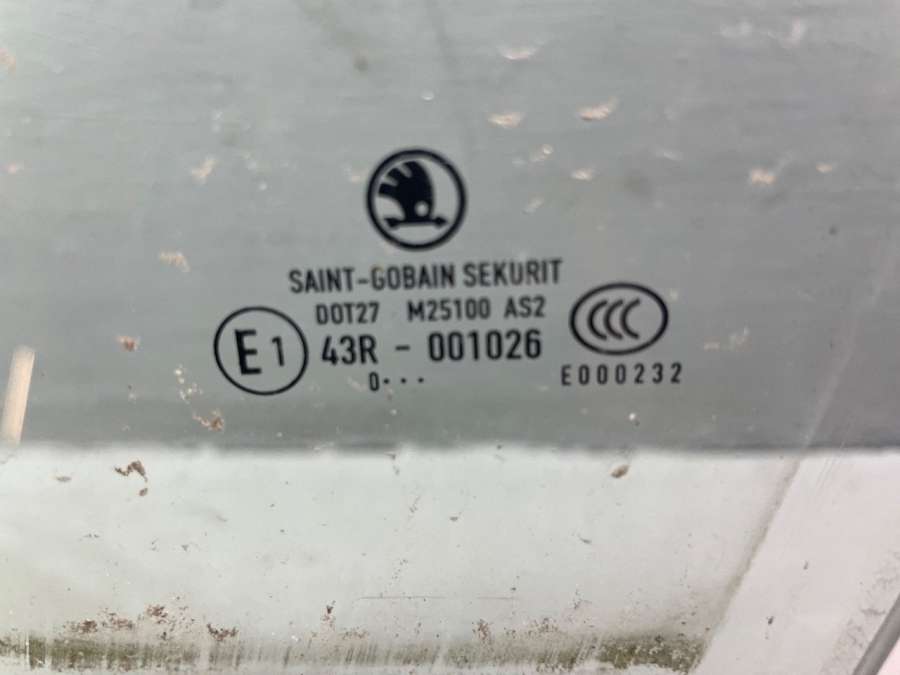 SAINT-GOBAIN SEKURIT
DOT27 M25100 AS2
E1 43R - 001026
CCC
0···
E000232